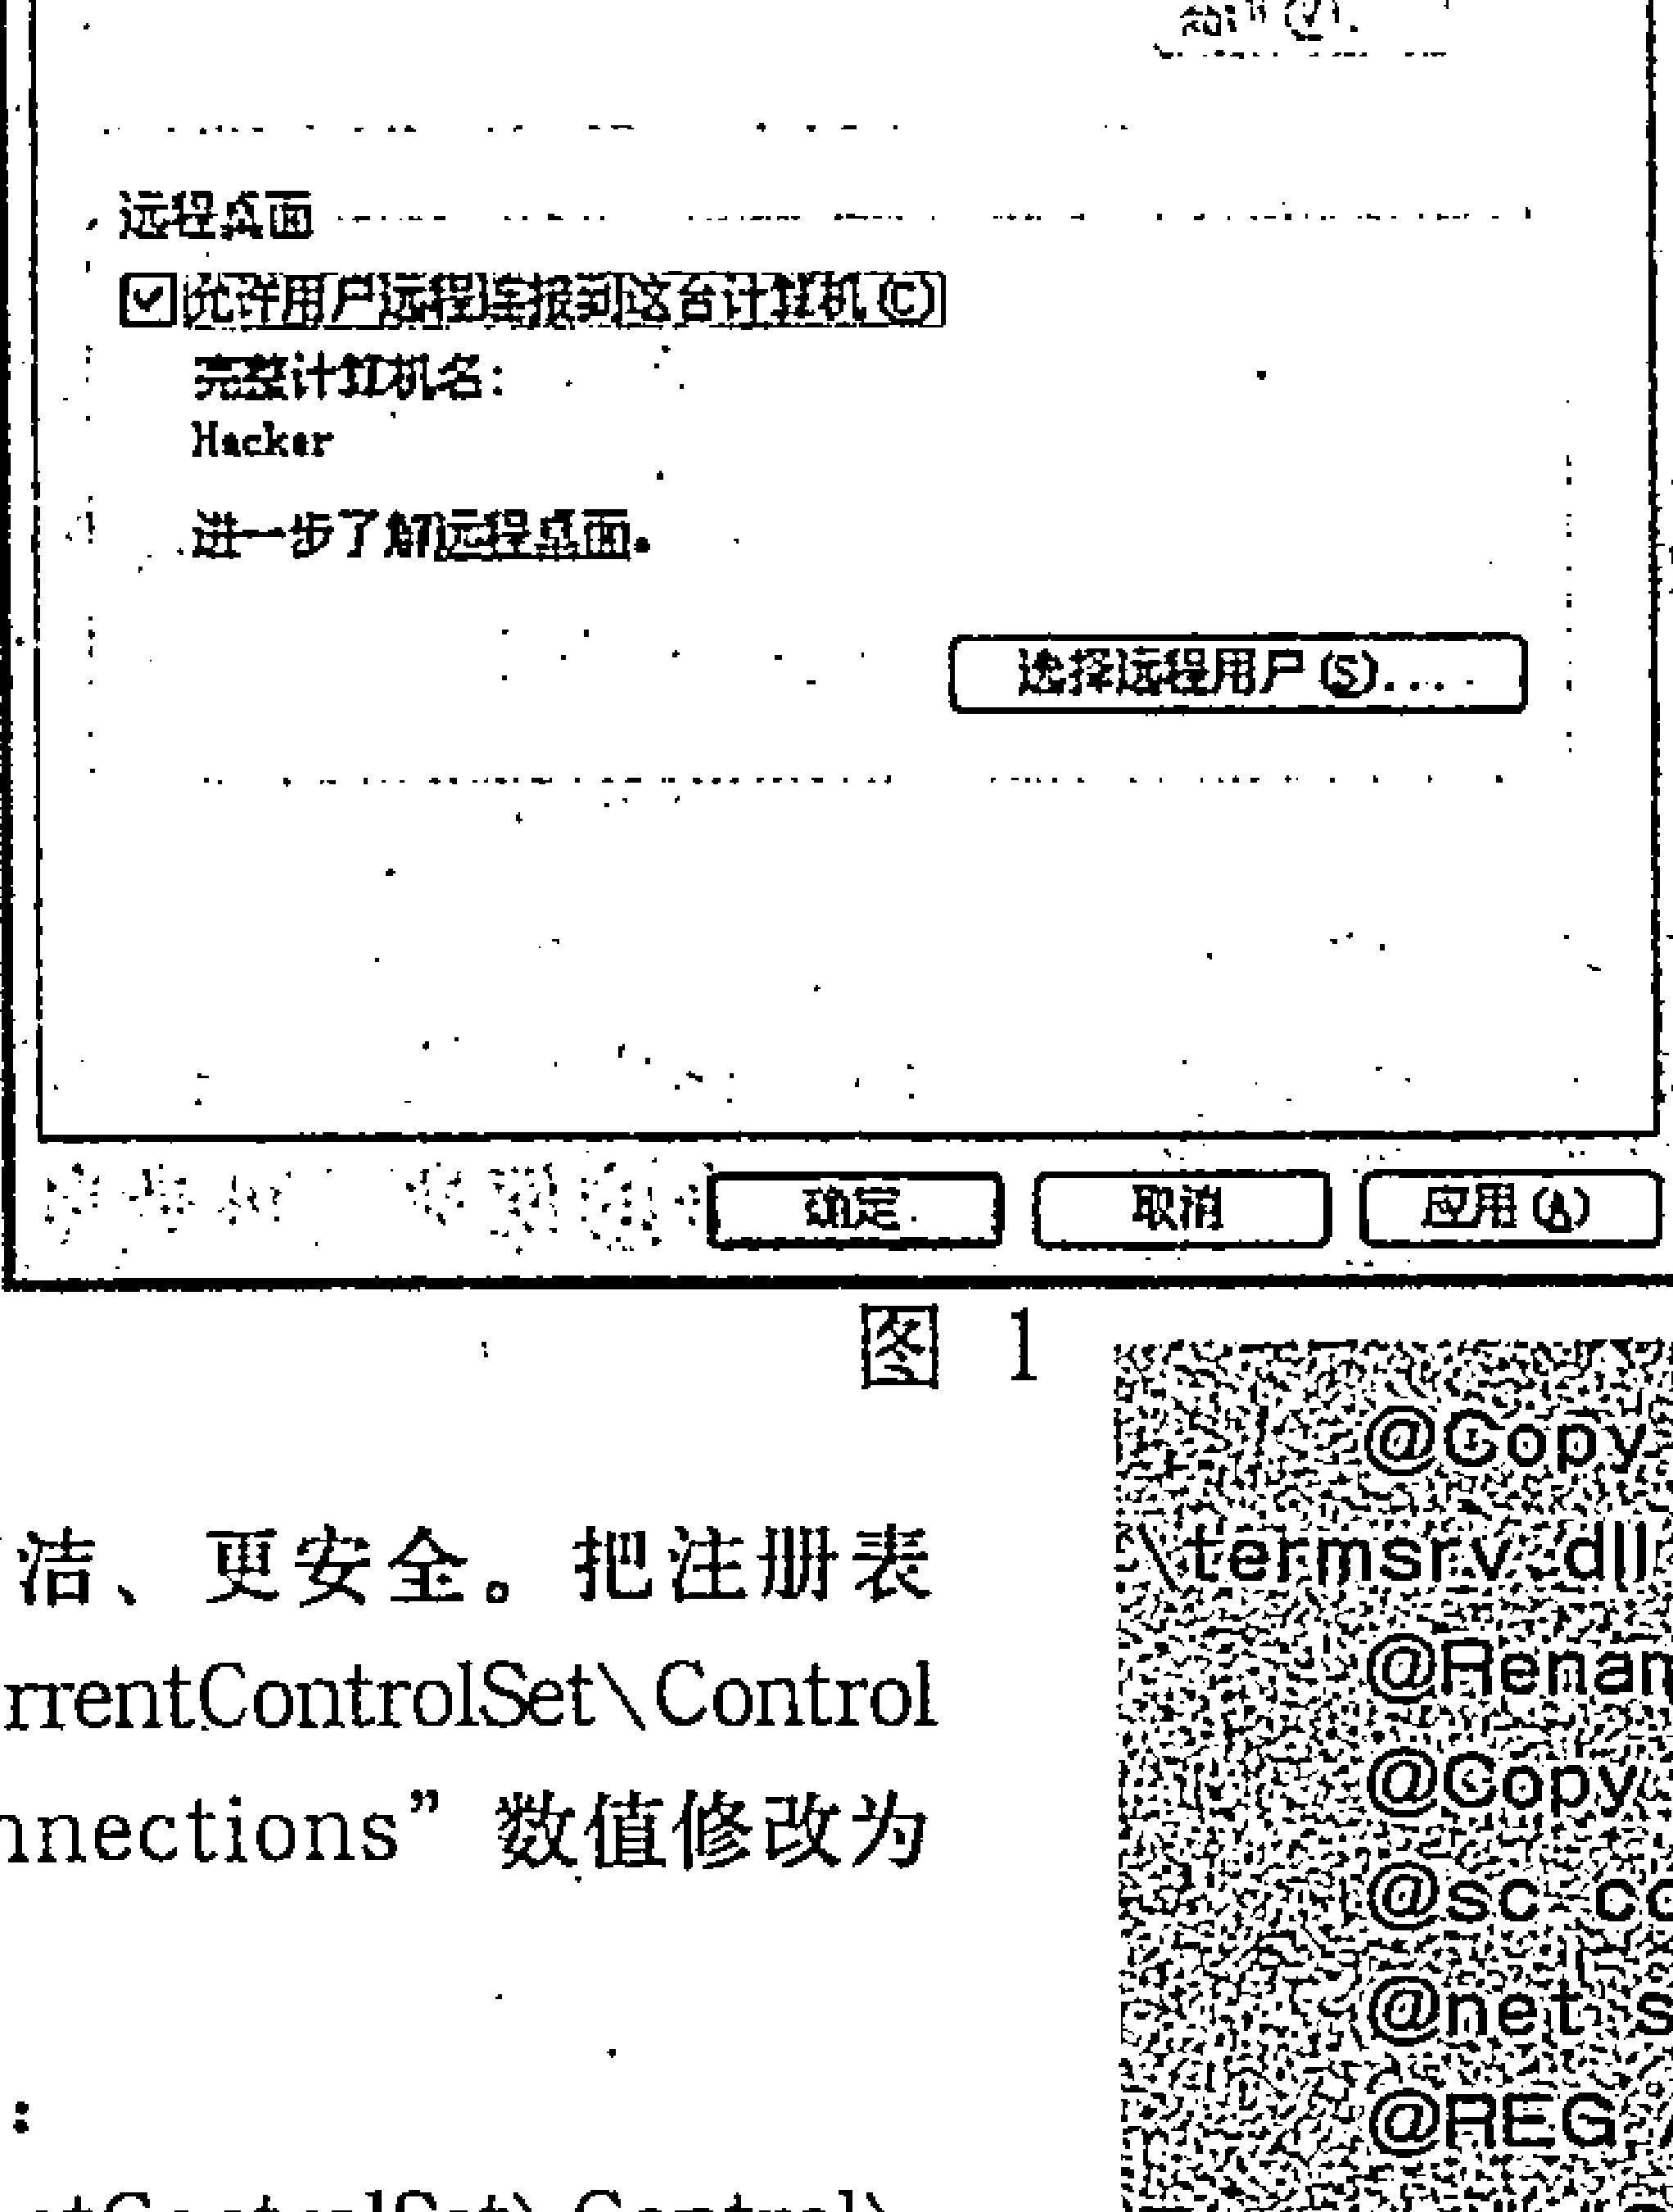 远程桌面
允许用户远程连接到这台计算机(C)
完整计算机名:
Hacker
进一步了解远程桌面。
选择远程用户(S)...
确定
取消
应用(A)
图 1
洁、更安全。把注册表
rrentControlSet\Control
nnections”数值修改为
:
@Copy
\termsrv.dll
@Renam
@Copy
@sc co
@net s
@REG